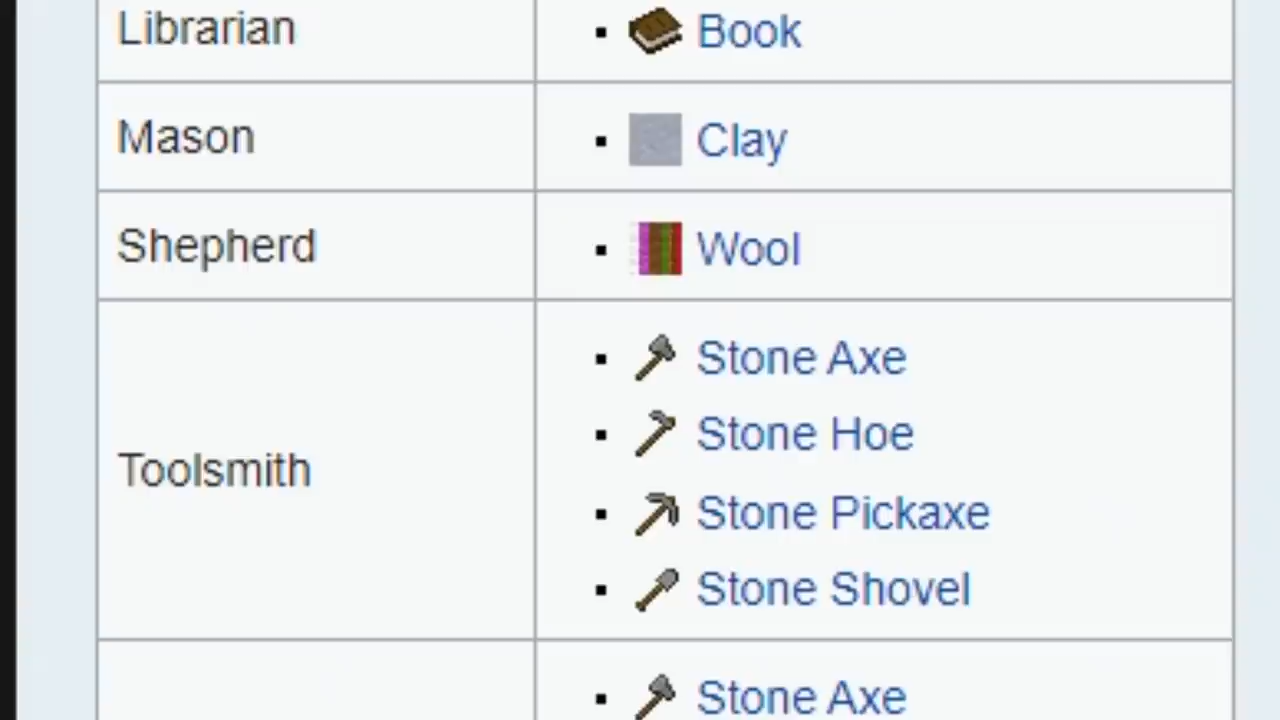 Librarian
Book
Mason
Clay
Shepherd
Wool
Toolsmith
Stone Axe
Stone Hoe
Stone Pickaxe
Stone Shovel
Stone Axe